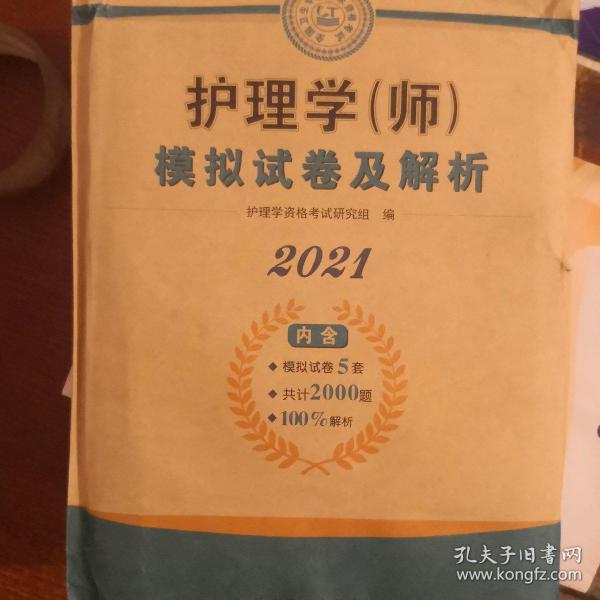 护理学(师)
模拟试卷及解析
护理学资格考试研究组 编
2021
内含
◆ 模拟试卷5套
◆ 共计2000题
◆ 100%解析
孔夫子旧书网
www.kongfz.com